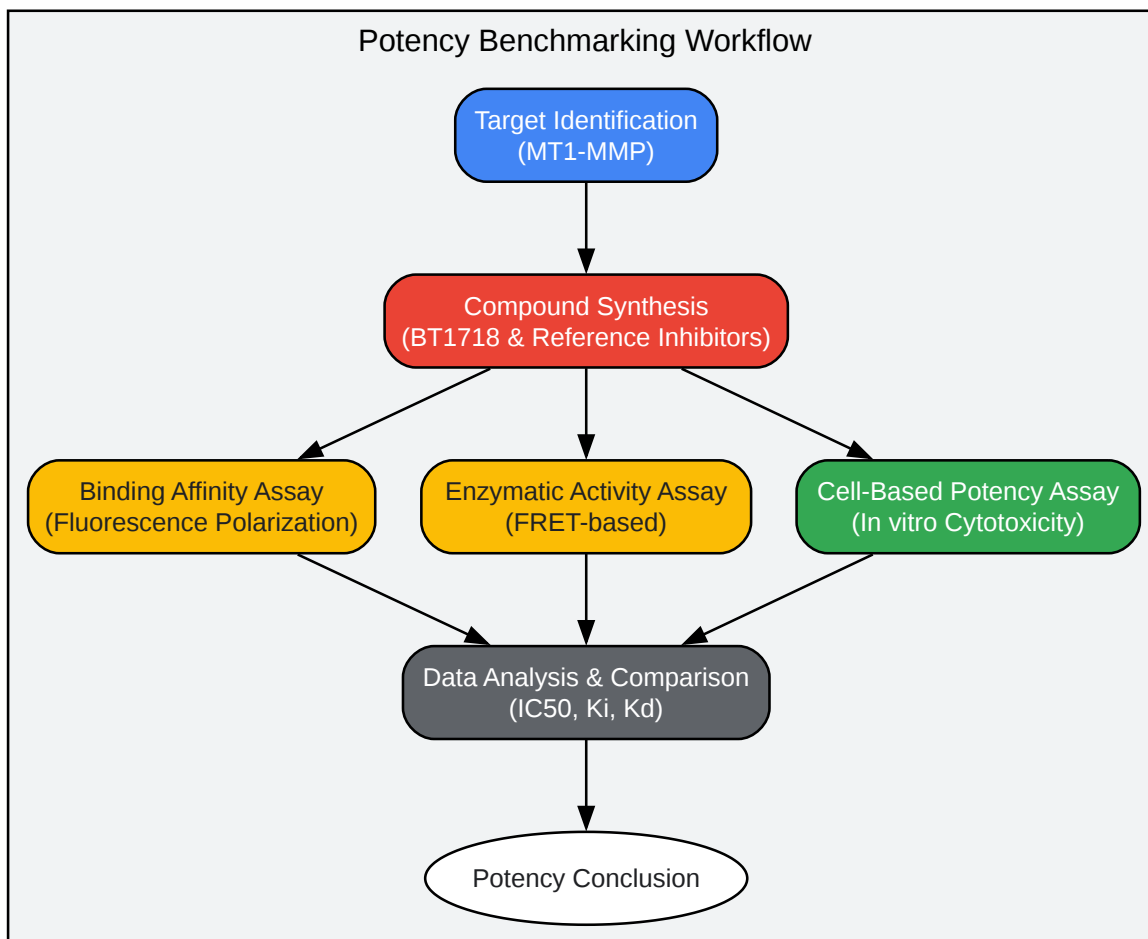 Potency Benchmarking Workflow
Target Identification
(MT1-MMP)
Compound Synthesis
(BT1718 & Reference Inhibitors)
Binding Affinity Assay
(Fluorescence Polarization)
Enzymatic Activity Assay
(FRET-based)
Cell-Based Potency Assay
(In vitro Cytotoxicity)
Data Analysis & Comparison
(IC50, Ki, Kd)
Potency Conclusion